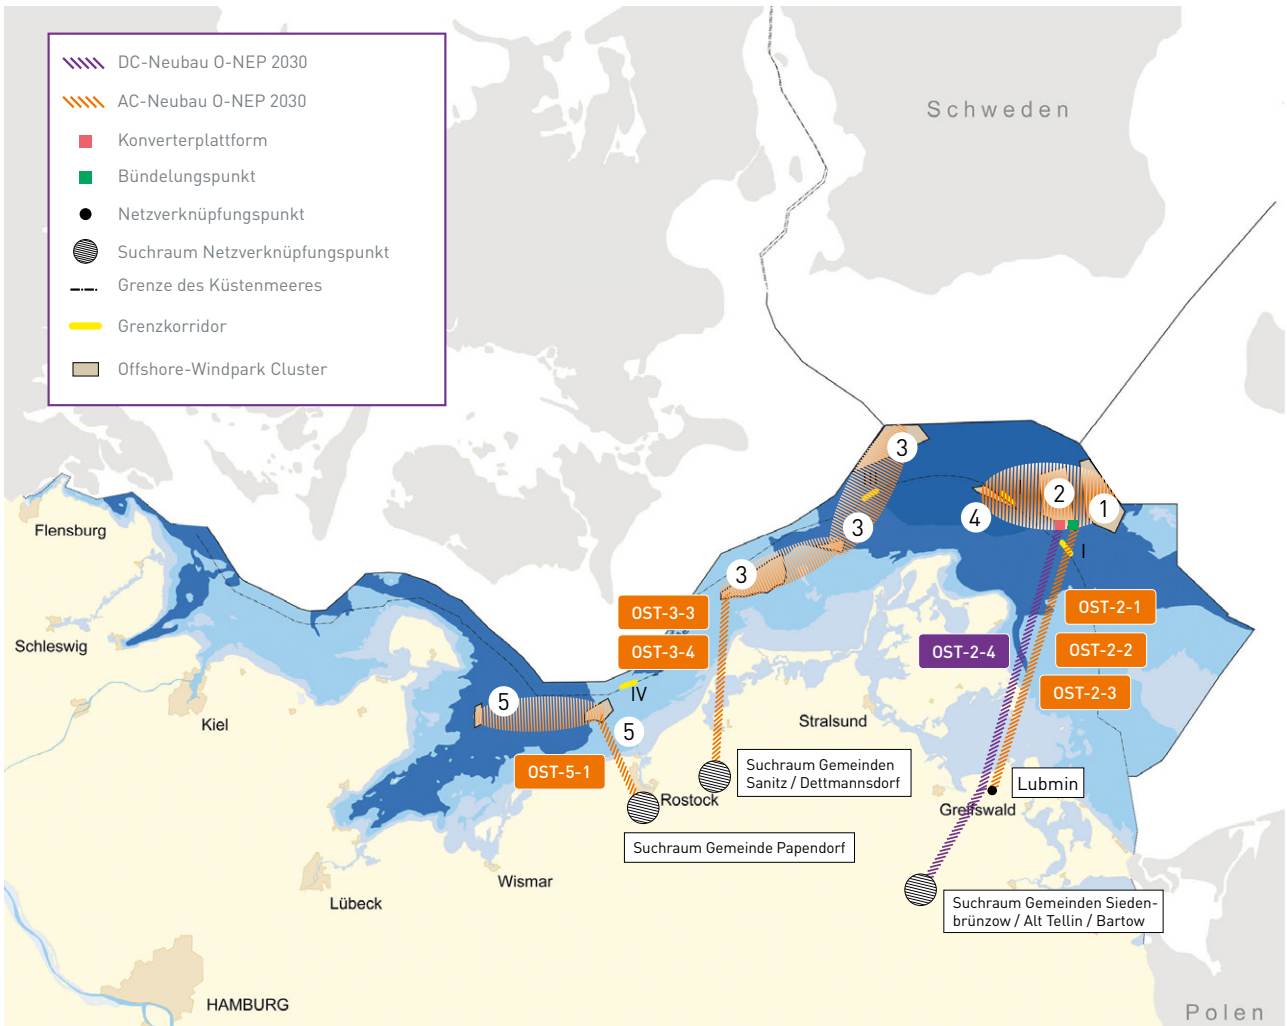 DC-Neubau O-NEP 2030
AC-Neubau O-NEP 2030
Konverterplattform
Bündelungspunkt
Netzverknüpfungspunkt
Suchraum Netzverknüpfungspunkt
Grenze des Küstenmeeres
Grenzkorridor
Offshore-Windpark Cluster
Schweden
3
2
1
4
3
I
3
Flensburg
OST-3-3
OST-2-1
Schleswig
OST-3-4
OST-2-4
OST-2-2
IV
OST-2-3
5
Kiel
5
Stralsund
OST-5-1
Suchraum Gemeinden
Sanitz / Dettmannsdorf
Lubmin
Rostock
Greifswald
Suchraum Gemeinde Papendorf
Wismar
Lübeck
Suchraum Gemeinden Sieden-
brünzow / Alt Tellin / Bartow
HAMBURG
Polen